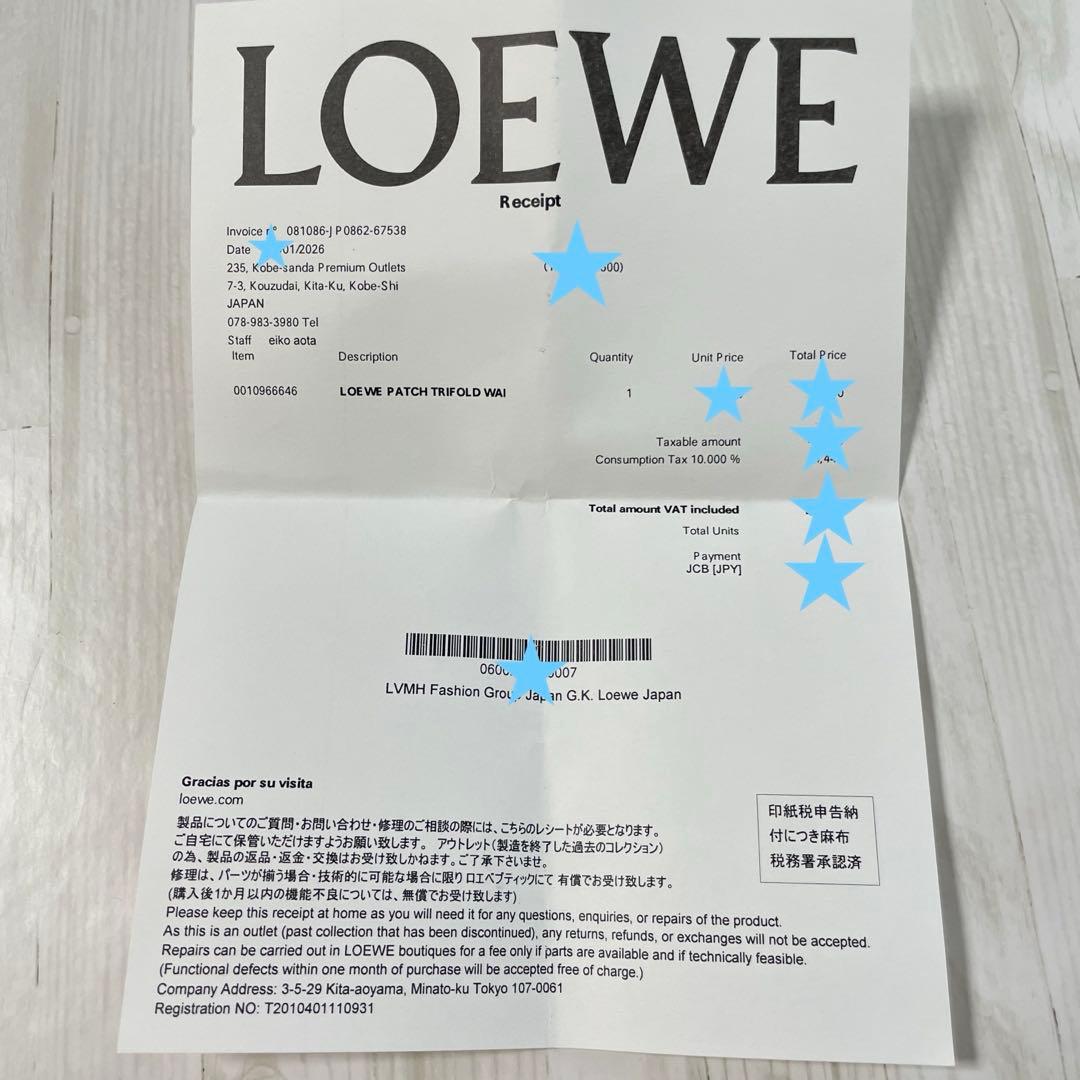 LOEWE
Receipt
Invoice n° 081086-JP0862-67538
Date 01/2026
235, Kobe-sanda Premium Outlets
7-3, Kouzudai, Kita-Ku, Kobe-Shi
JAPAN
078-983-3980 Tel
Staff eiko aota
Item Description Quantity Unit Price Total Price
0010966646 LOEWE PATCH TRIFOLD WAI 1
Taxable amount
Consumption Tax 10.000 %
Total amount VAT included
Total Units
Payment
JCB [JPY]
LVMH Fashion Group Japan G.K. Loewe Japan
Gracias por su visita
loewe.com
製品についてのご質問・お問い合わせ・修理のご相談の際には、こちらのレシートが必要となります。
ご自宅にて保管いただけますようお願い致します。 アウトレット(製造を終了した過去のコレクション)
の為、製品の返品・返金・交換はお受け致しかねます。ご了承下さいませ。
修理は、パーツが揃う場合・技術的に可能な場合に限りロエベブティックにて 有償でお受け致します。
(購入後1か月以内の機能不良については、無償でお受け致します)
印紙税申告納
付につき麻布
税務署承認済
Please keep this receipt at home as you will need it for any questions, enquiries, or repairs of the product.
As this is an outlet (past collection that has been discontinued), any returns, refunds, or exchanges will not be accepted.
Repairs can be carried out in LOEWE boutiques for a fee only if parts are available and if technically feasible.
(Functional defects within one month of purchase will be accepted free of charge.)
Company Address: 3-5-29 Kita-aoyama, Minato-ku Tokyo 107-0061
Registration NO: T2010401110931